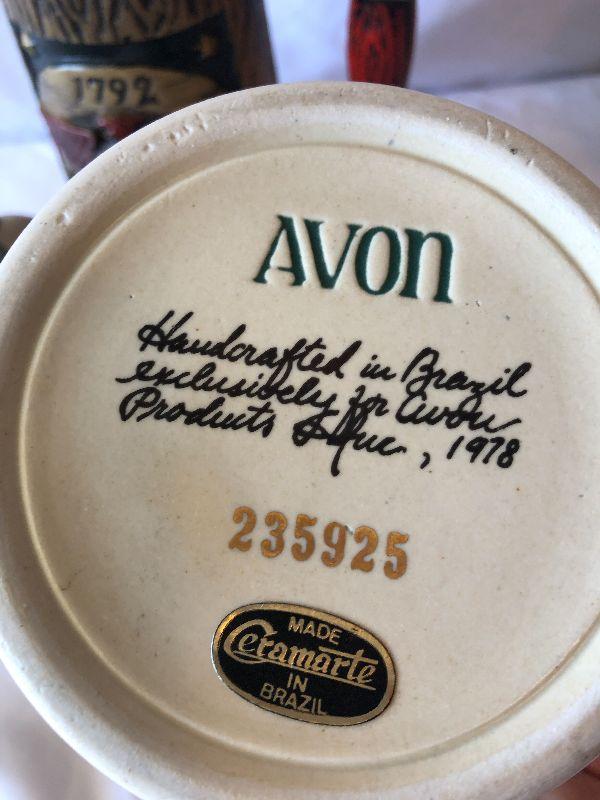 1792
AVON
Handcrafted in Brazil
exclusively for Avon
Products Inc., 1978
235925
MADE
Ceramarte
IN
BRAZIL